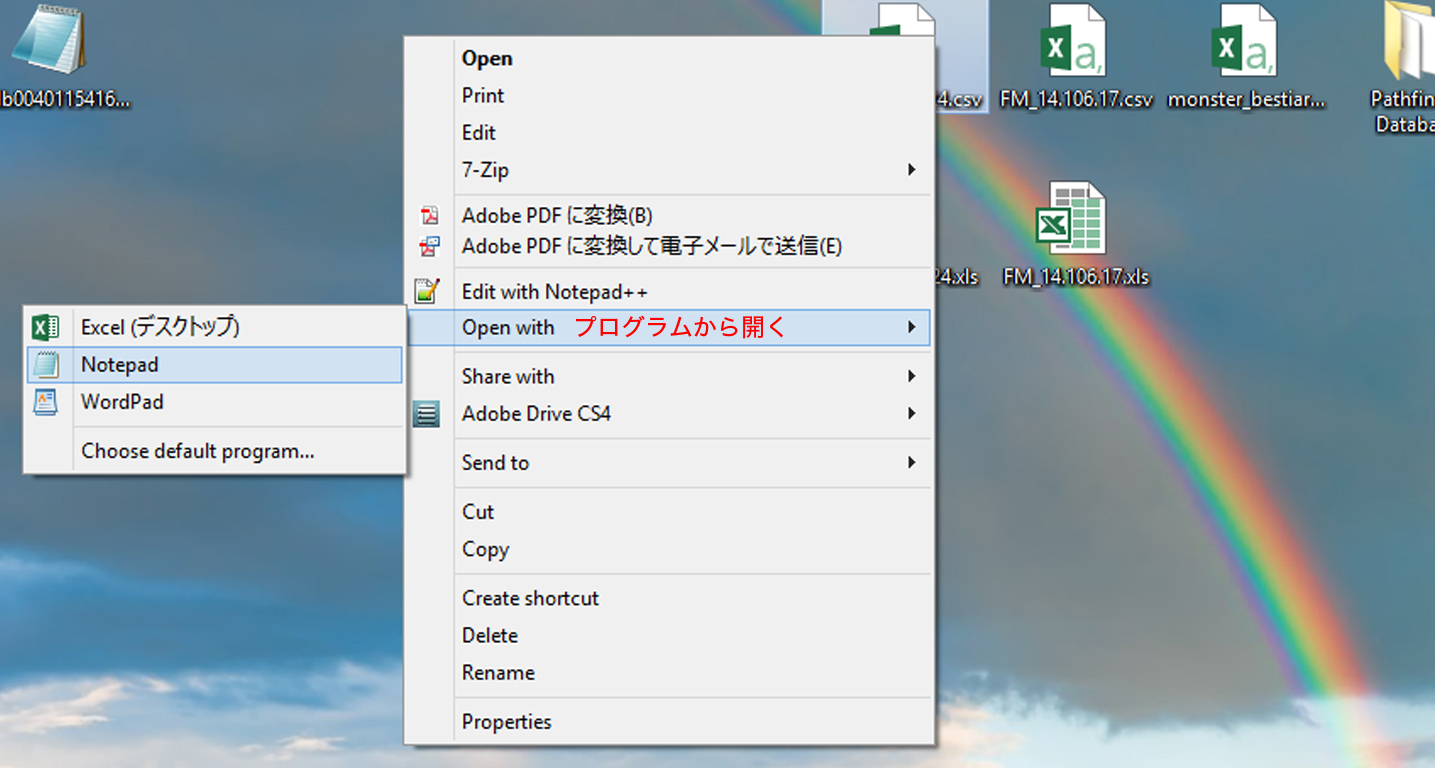 lb0040115416...
4.csv
FM_14.106.17.csv
monster_bestiar...
Pathfin
Databa
24.xls
FM_14.106.17.xls
Open
Print
Edit
7-Zip
Adobe PDF に変換(B)
Adobe PDF に変換して電子メールで送信(E)
Edit with Notepad++
Open with プログラムから開く
Share with
Adobe Drive CS4
Send to
Cut
Copy
Create shortcut
Delete
Rename
Properties
Excel (デスクトップ)
Notepad
WordPad
Choose default program...